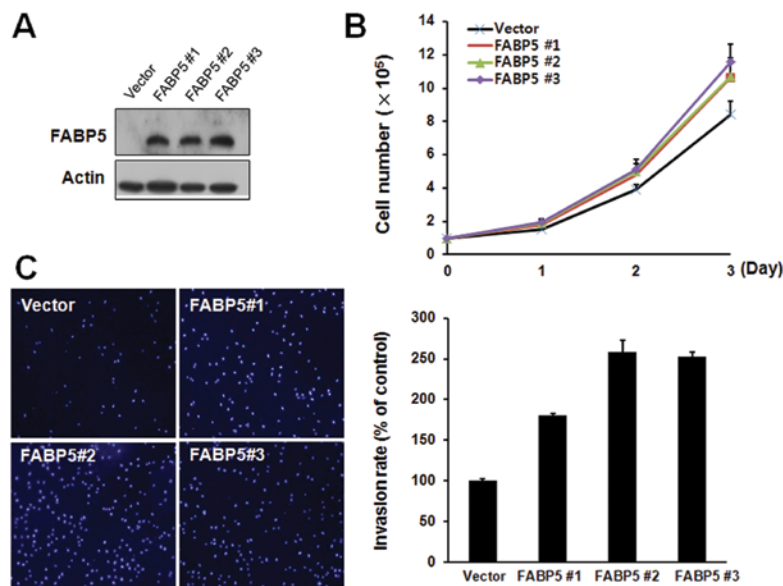 A
Vector
FABP5 #1
FABP5 #2
FABP5 #3
FABP5
Actin
B
Vector
FABP5 #1
FABP5 #2
FABP5 #3
Cell number (× 10⁵)
14
12
10
8
6
4
2
0
0 1 2 3 (Day)
C
Vector
FABP5#1
FABP5#2
FABP5#3
Invasion rate (% of control)
300
250
200
150
100
50
0
Vector FABP5 #1 FABP5 #2 FABP5 #3